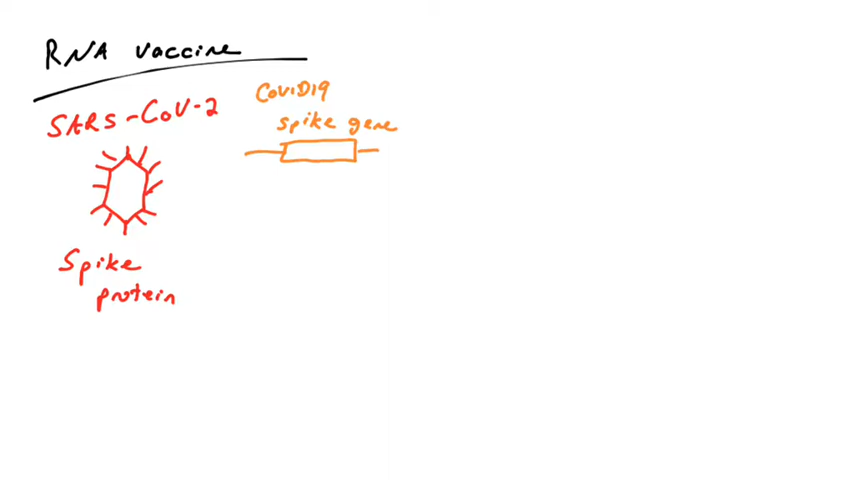 RNA vaccine
SARS-CoV-2
CoViD19
spike gene
Spike
protein